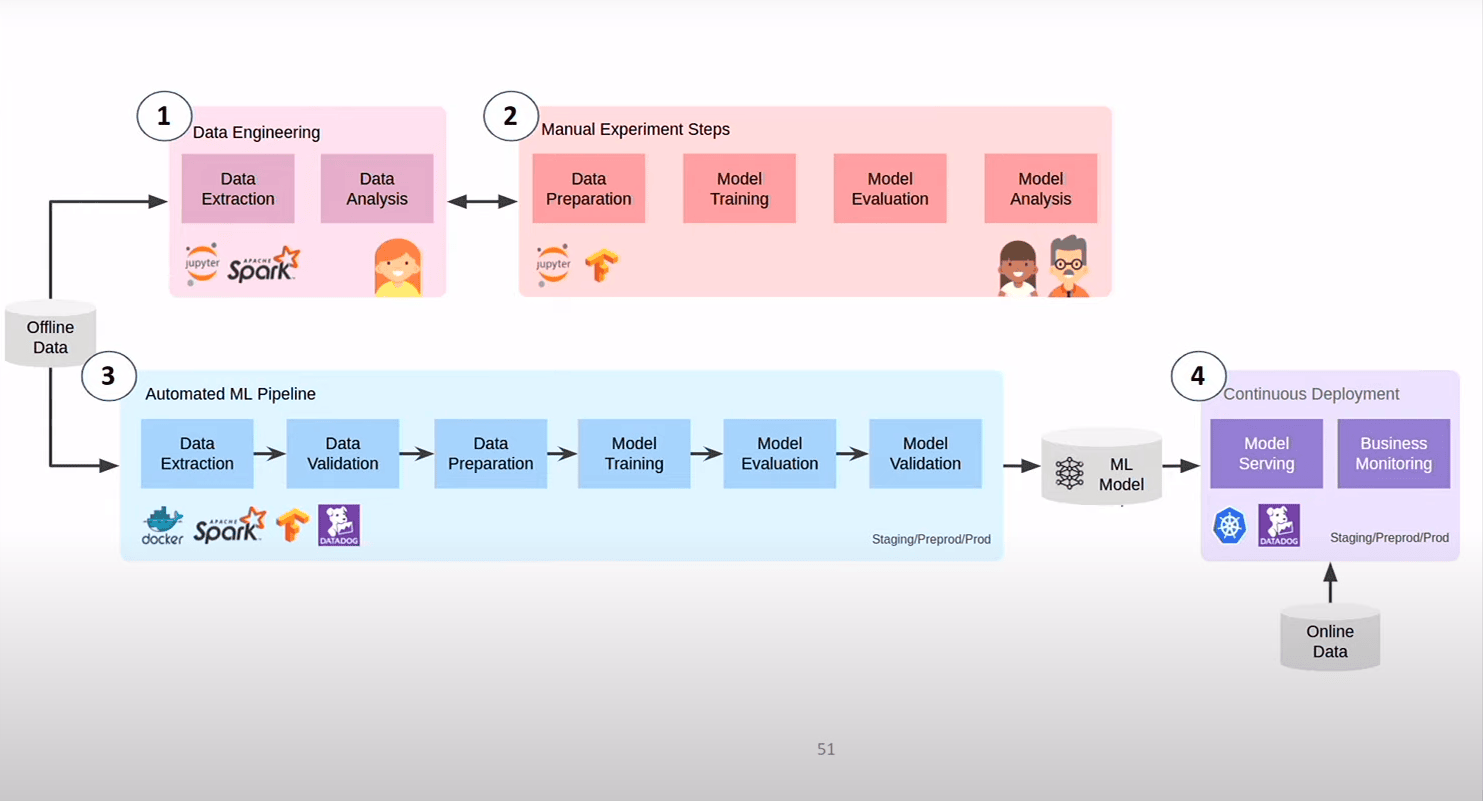 1
Data Engineering
Data
Extraction
Data
Analysis
jupyter
APACHE
Spark
2
Manual Experiment Steps
Data
Preparation
Model
Training
Model
Evaluation
Model
Analysis
jupyter
Offline
Data
3
Automated ML Pipeline
Data
Extraction
Data
Validation
Data
Preparation
Model
Training
Model
Evaluation
Model
Validation
docker
APACHE
Spark
DATADOG
Staging/Preprod/Prod
ML
Model
4
Continuous Deployment
Model
Serving
Business
Monitoring
DATADOG
Staging/Preprod/Prod
Online
Data
51